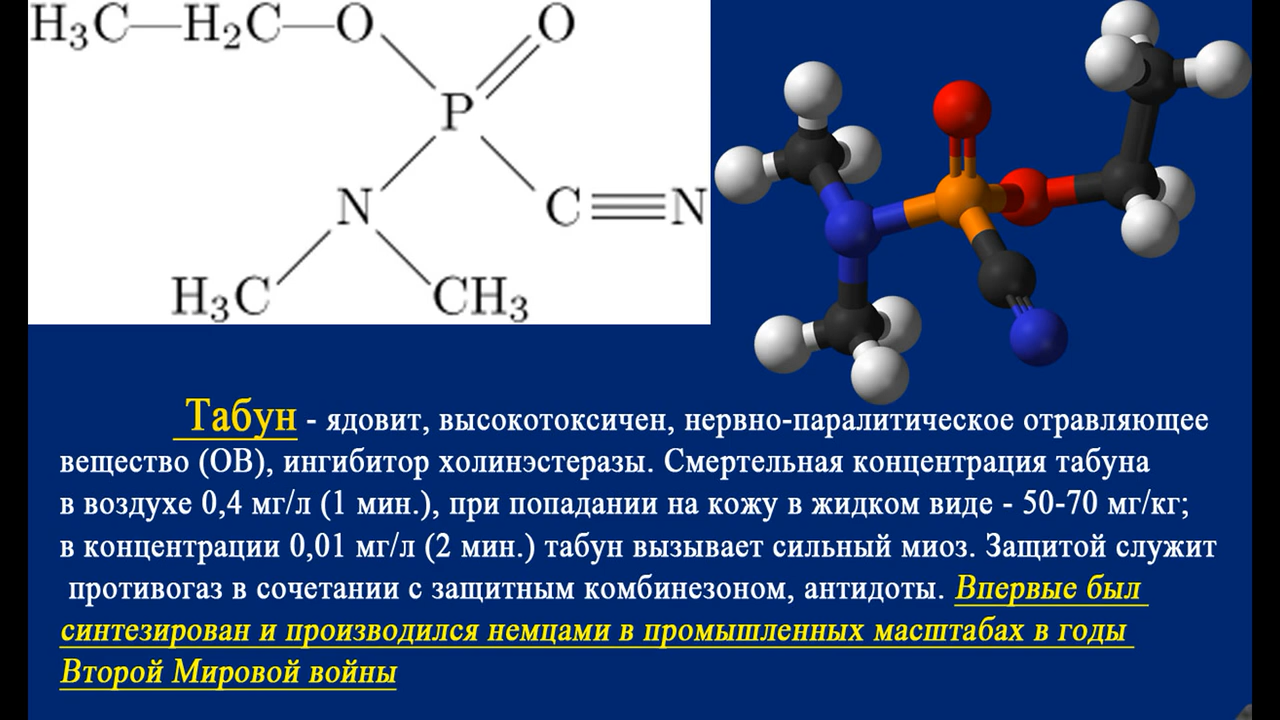 H₃C—H₂C—O O
P
N C≡N
H₃C CH₃
Табун - ядовит, высокотоксичен, нервно-паралитическое отравляющее
вещество (ОВ), ингибитор холинэстеразы. Смертельная концентрация табуна
в воздухе 0,4 мг/л (1 мин.), при попадании на кожу в жидком виде - 50-70 мг/кг;
в концентрации 0,01 мг/л (2 мин.) табун вызывает сильный миоз. Защитой служит
противогаз в сочетании с защитным комбинезоном, антидоты. Впервые был
синтезирован и производился немцами в промышленных масштабах в годы
Второй Мировой войны